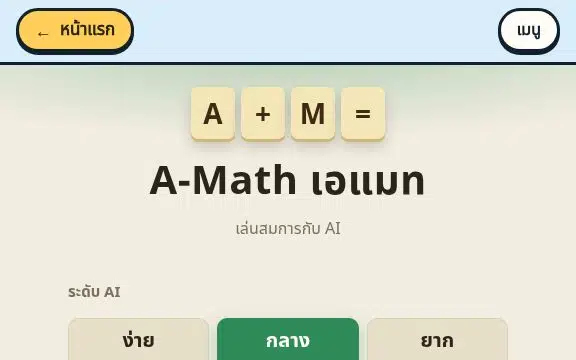 ← หน้าแรก เมนู
A + M =
A-Math เอแมท
เล่นสมการกับ AI
ระดับ AI
ง่าย กลาง ยาก